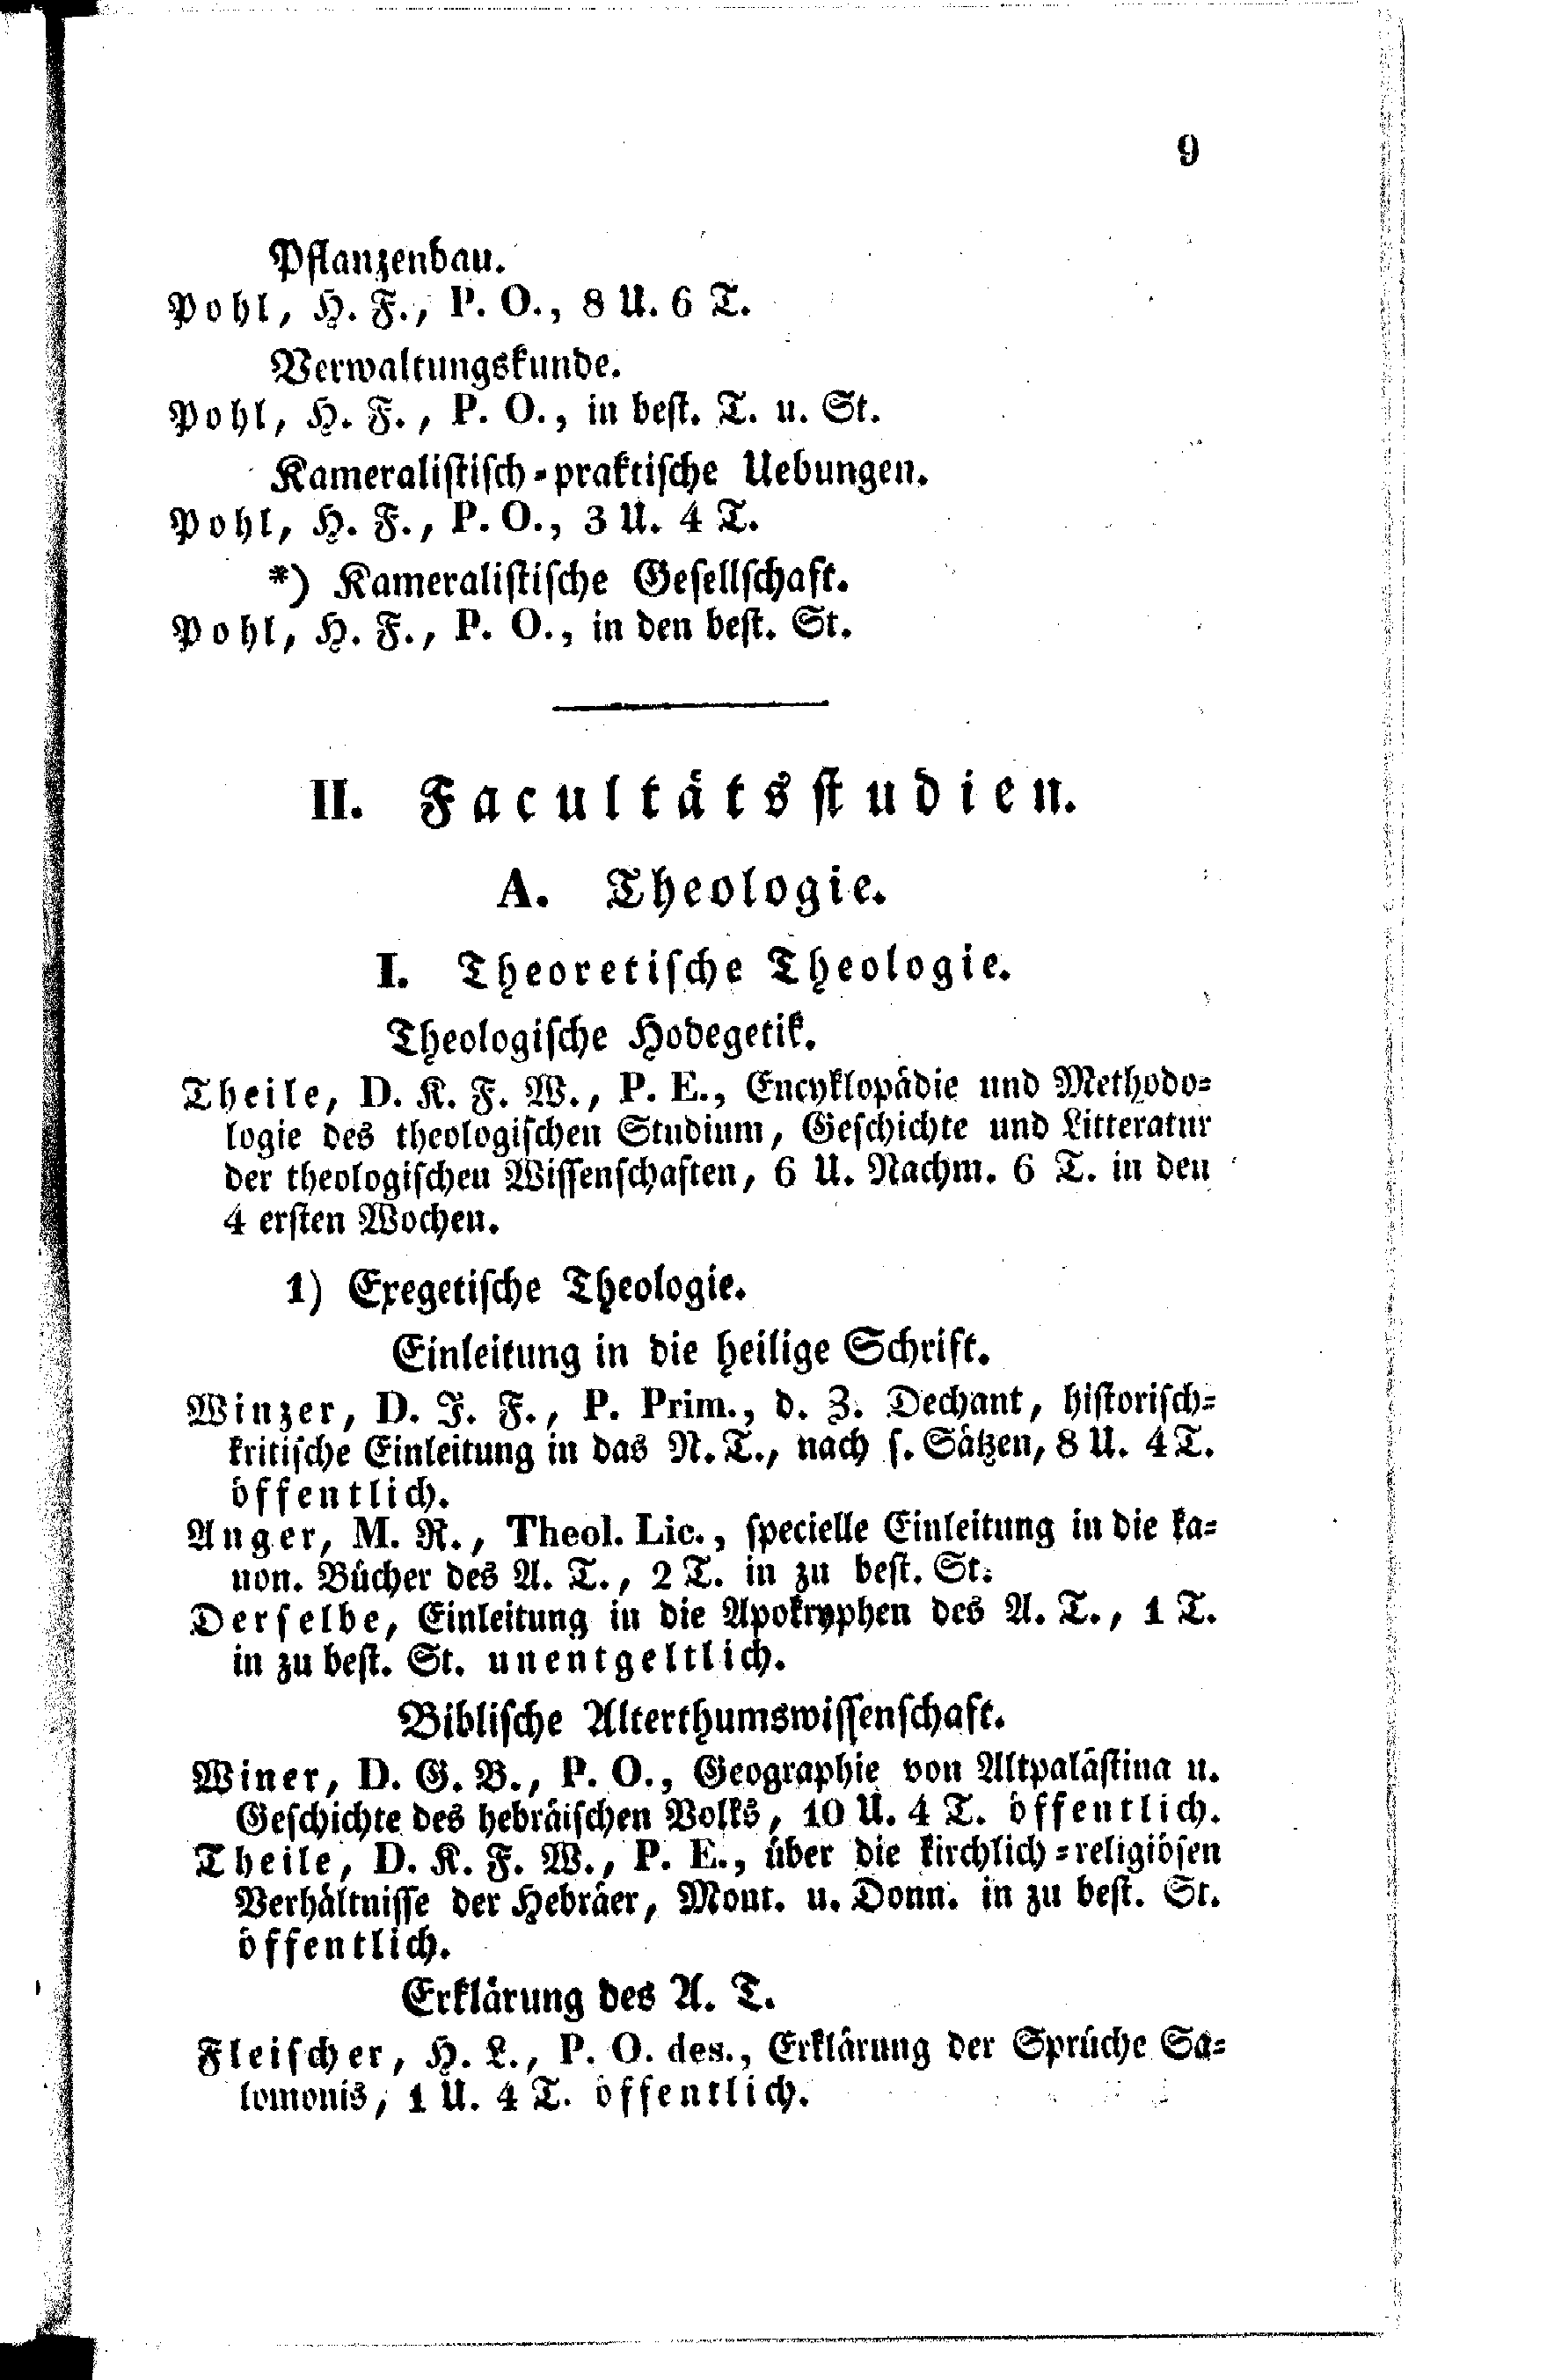 9
Pflanzenbau.
Pohl, H. F., P. O., 8 U. 6 T.
Verwaltungskunde.
Pohl, H. F., P. O., in best. T. u. St.
Kameralistisch-praktische Uebungen.
Pohl, H. F., P. O., 3 U. 4 T.
*) Kameralistische Gesellschaft.
Pohl, H. F., P. O., in den best. St.
II. Facultätsstudien.
A. Theologie.
I. Theoretische Theologie.
Theologische Hodegetik.
Theile, D. K. F. W., P. E., Encyklopädie und Methodo-
logie des theologischen Studium, Geschichte und Litteratur
der theologischen Wissenschaften, 6 U. Nachm. 6 T. in den
4 ersten Wochen.
1) Exegetische Theologie.
Einleitung in die heilige Schrift.
Winzer, D. J. F., P. Prim., d. Z. Dechant, historisch-
kritische Einleitung in das N. T., nach s. Sätzen, 8 U. 4 T.
öffentlich.
Anger, M. R., Theol. Lic., specielle Einleitung in die ka-
non. Bücher des A. T., 2 T. in zu best. St.
Derselbe, Einleitung in die Apokryphen des A. T., 1 T.
in zu best. St. unentgeltlich.
Biblische Alterthumswissenschaft.
Winer, D. G. B., P. O., Geographie von Altpalästina u.
Geschichte des hebräischen Volks, 10 U. 4 T. öffentlich.
Theile, D. K. F. W., P. E., über die kirchlich-religiösen
Verhältnisse der Hebräer, Mont. u. Donn. in zu best. St.
öffentlich.
Erklärung des A. T.
Fleischer, H. L., P. O. des., Erklärung der Sprüche Sa-
lomonis, 1 U. 4 T. öffentlich.